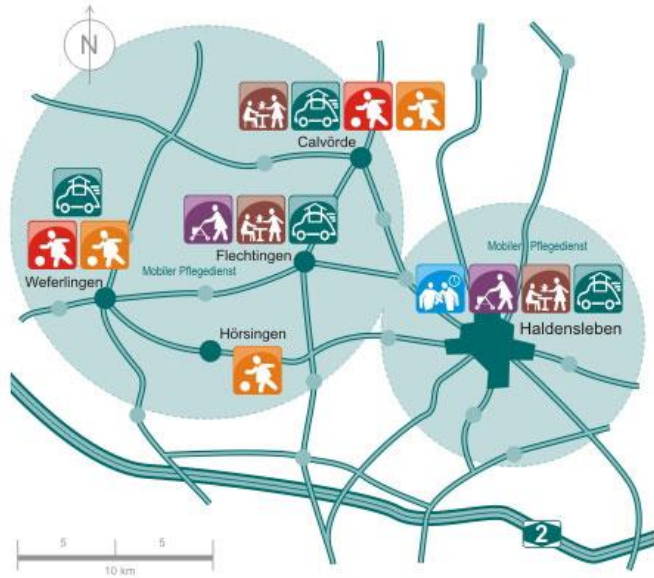 N
Calvörde
Flechtingen
Mobiler Pflegedienst
Weferlingen
Mobiler Pflegedienst
Haldensleben
Hörsingen
2
5 5
10 km